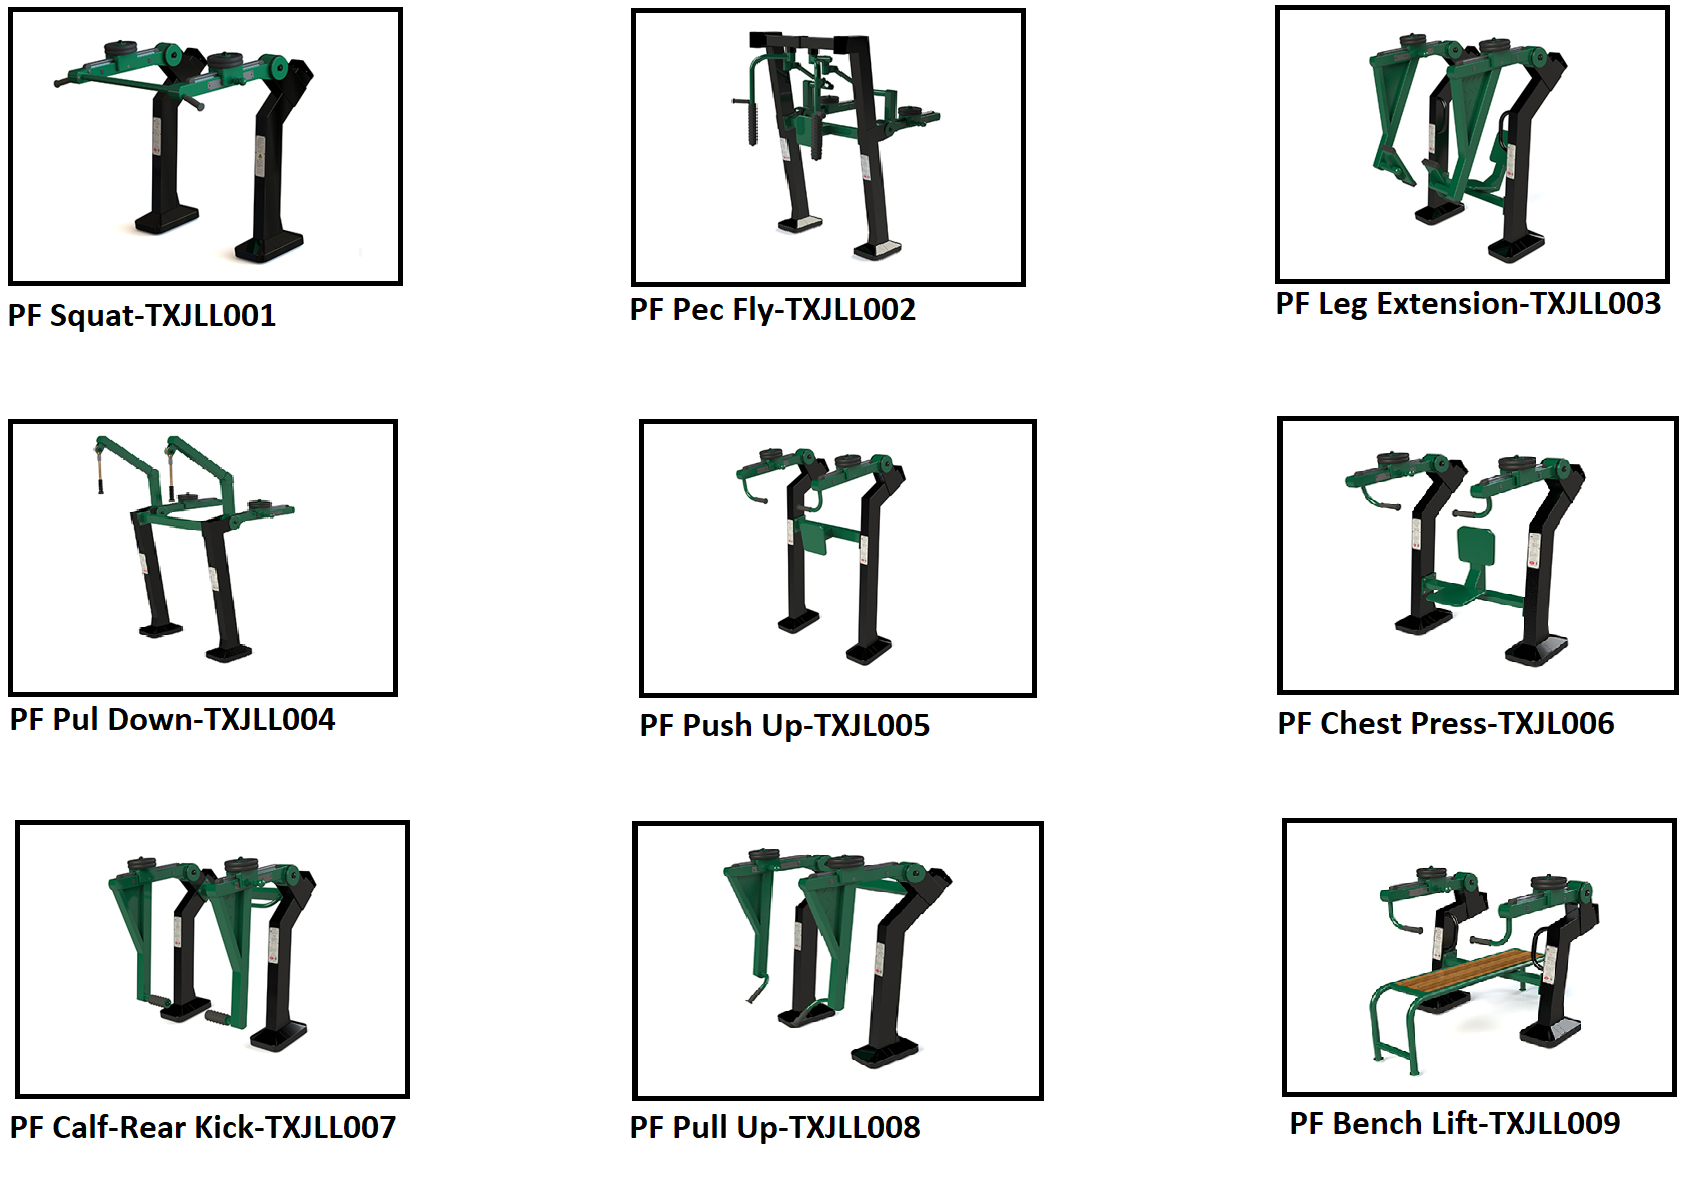 PF Squat-TXJLL001
PF Pec Fly-TXJLL002
PF Leg Extension-TXJLL003
PF Pul Down-TXJLL004
PF Push Up-TXJL005
PF Chest Press-TXJL006
PF Calf-Rear Kick-TXJLL007
PF Pull Up-TXJLL008
PF Bench Lift-TXJLL009